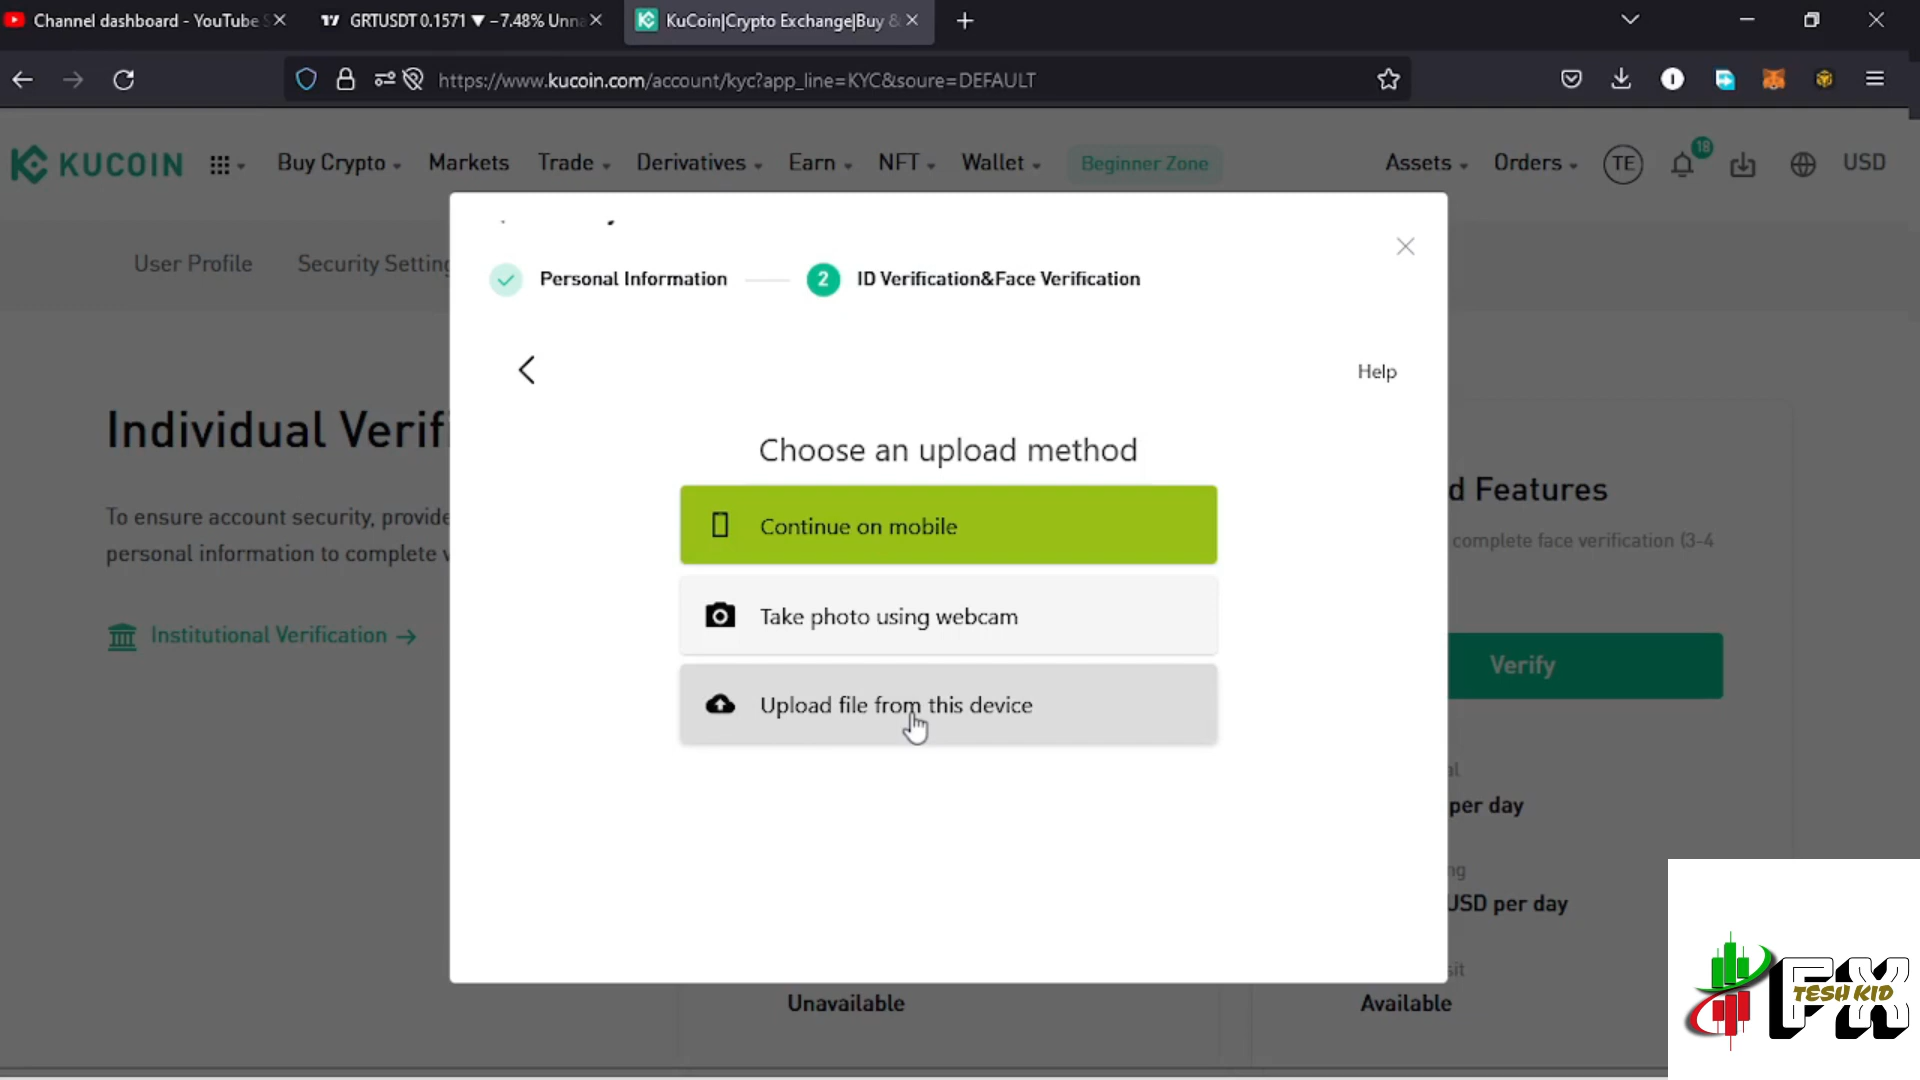 Channel dashboard - YouTube
GRTUSDT 0.1571 ▼ −7.48% Unna
KuCoin|Crypto Exchange|Buy &
https://www.kucoin.com/account/kyc?app_line=KYC&soure=DEFAULT
KUCOIN
Buy Crypto
Markets
Trade
Derivatives
Earn
NFT
Wallet
Beginner Zone
Assets
Orders
TE
18
USD
User Profile
Security Setting
Personal Information
2
ID Verification&Face Verification
Help
Individual Verif
To ensure account security, provide
personal information to complete v
Institutional Verification →
Choose an upload method
Continue on mobile
Take photo using webcam
Upload file from this device
d Features
complete face verification (3-4
Verify
per day
USD per day
Unavailable
Available
FX
TESH KID